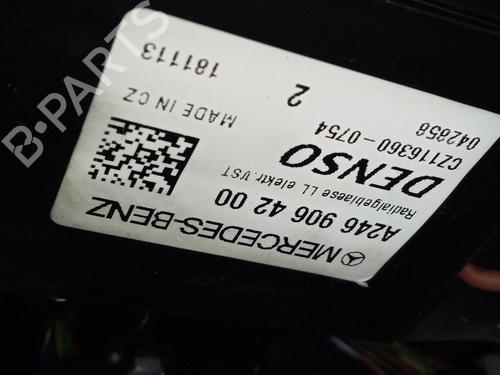 MERCEDES-BENZ
A246 906 42 00
Radialgeblaese LL elektr. VST
DENSO
CZ116360-0754
042858
2
MADE IN CZ
181113
B-PARTS